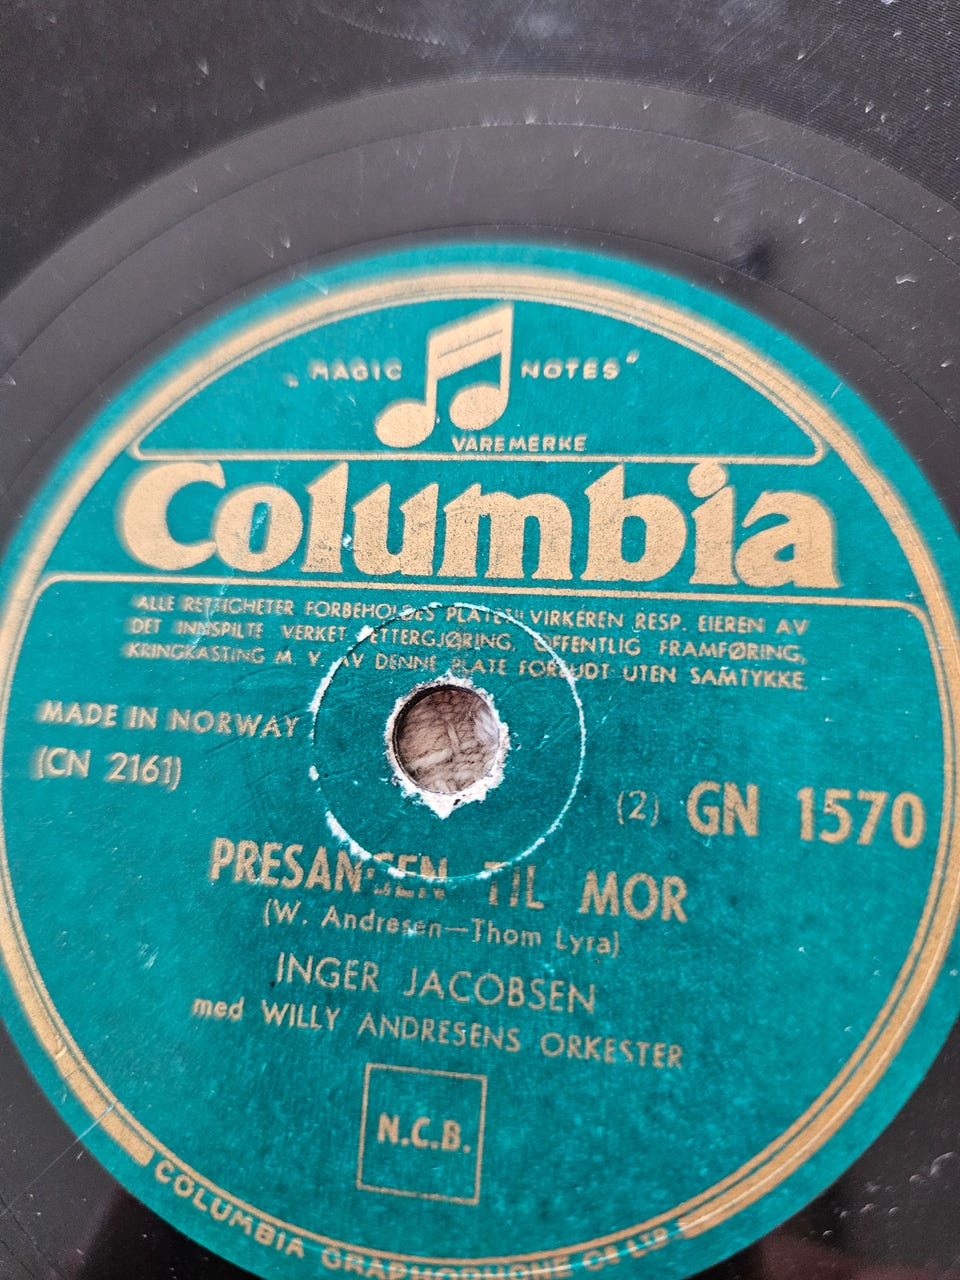 „MAGIC NOTES"
VAREMERKE
Columbia
ALLE RETTIGHETER FORBEHOLDES PLATEN VIRKEREN RESP. EIEREN AV
DET INNSPILTE VERKET. ETTERGJØRING, OFFENTLIG FRAMFØRING,
KRINGKASTING M. V. AV DENNE PLATE FORBUDT UTEN SAMTYKKE.
MADE IN NORWAY
(CN 2161)
(2) GN 1570
PRESANGEN TIL MOR
(W. Andresen—Thom Lyra)
INGER JACOBSEN
med WILLY ANDRESENS ORKESTER
N.C.B.
COLUMBIA GRAPHOPHONE CO LTD.